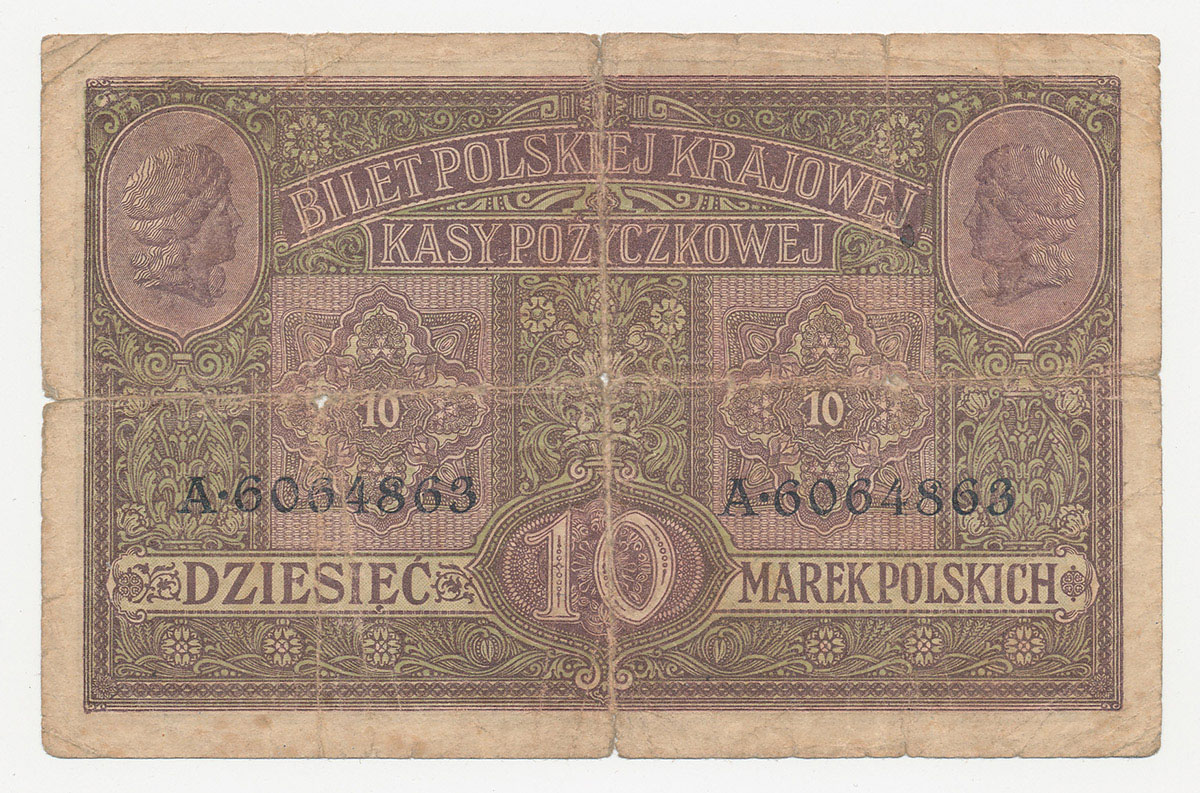 BILET POLSKIEJ KRAJOWEJ
KASY POŻYCZKOWEJ
10 10
A·6064863 A·6064863
DZIESIĘĆ 10 MAREK POLSKICH